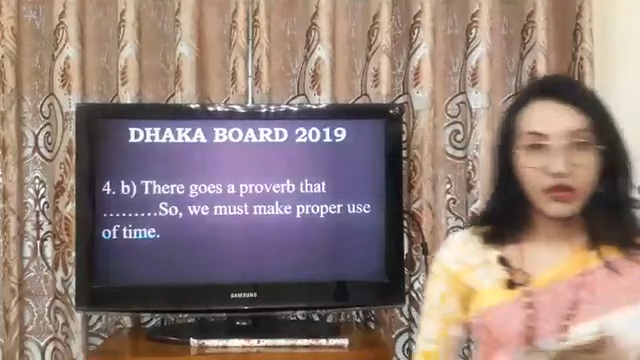 DHAKA BOARD 2019
4. b) There goes a proverb that
.........So, we must make proper use
of time.
SAMSUNG